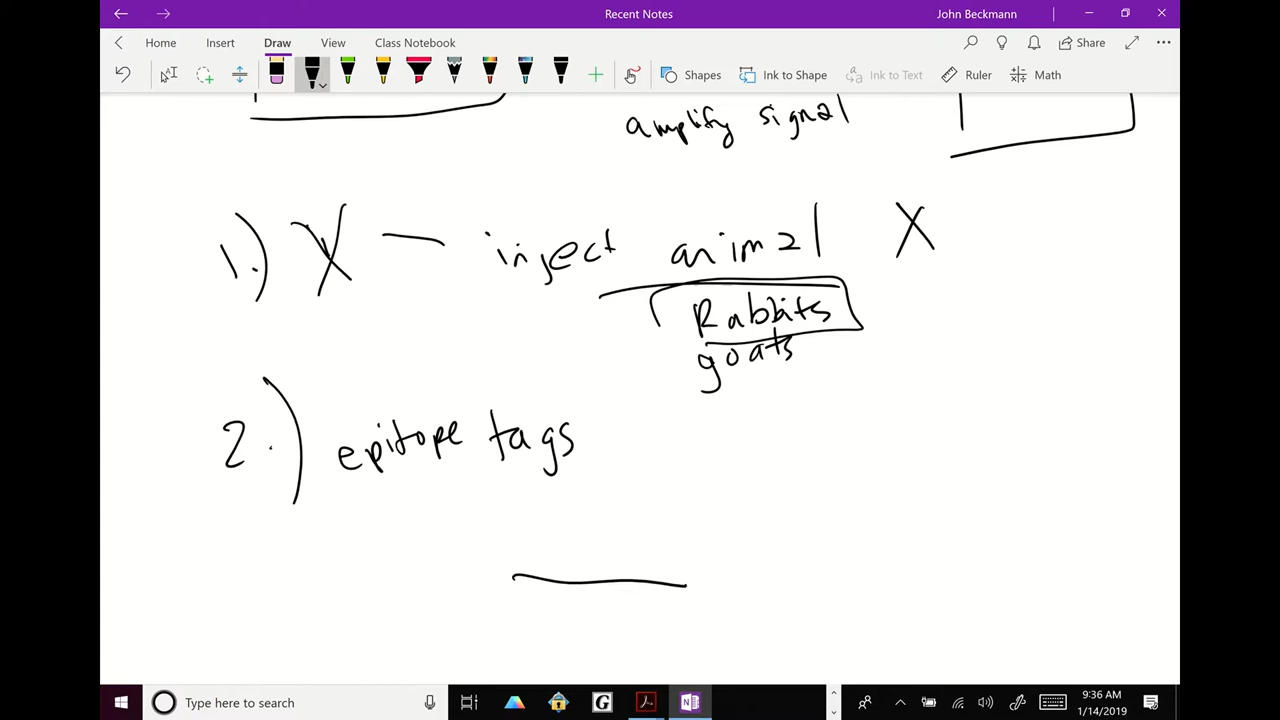 Recent Notes
John Beckmann
Home Insert Draw View Class Notebook
Share
Shapes Ink to Shape Ink to Text Ruler Math
amplify signal
1.) X — inject animal X
Rabbits
goats
2.) epitope tags
Type here to search
9:36 AM
1/14/2019